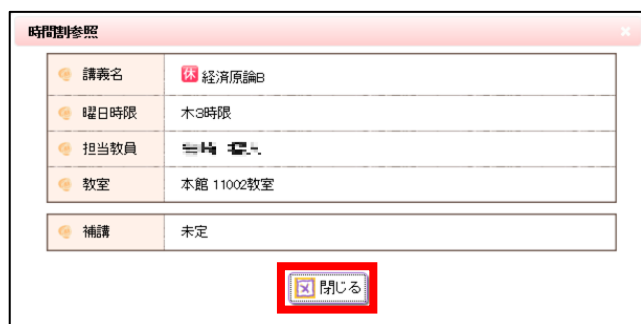 時間割参照
講義名 休 経済原論B
曜日時限 木3時限
担当教員
教室 本館 11002教室
補講 未定
閉じる